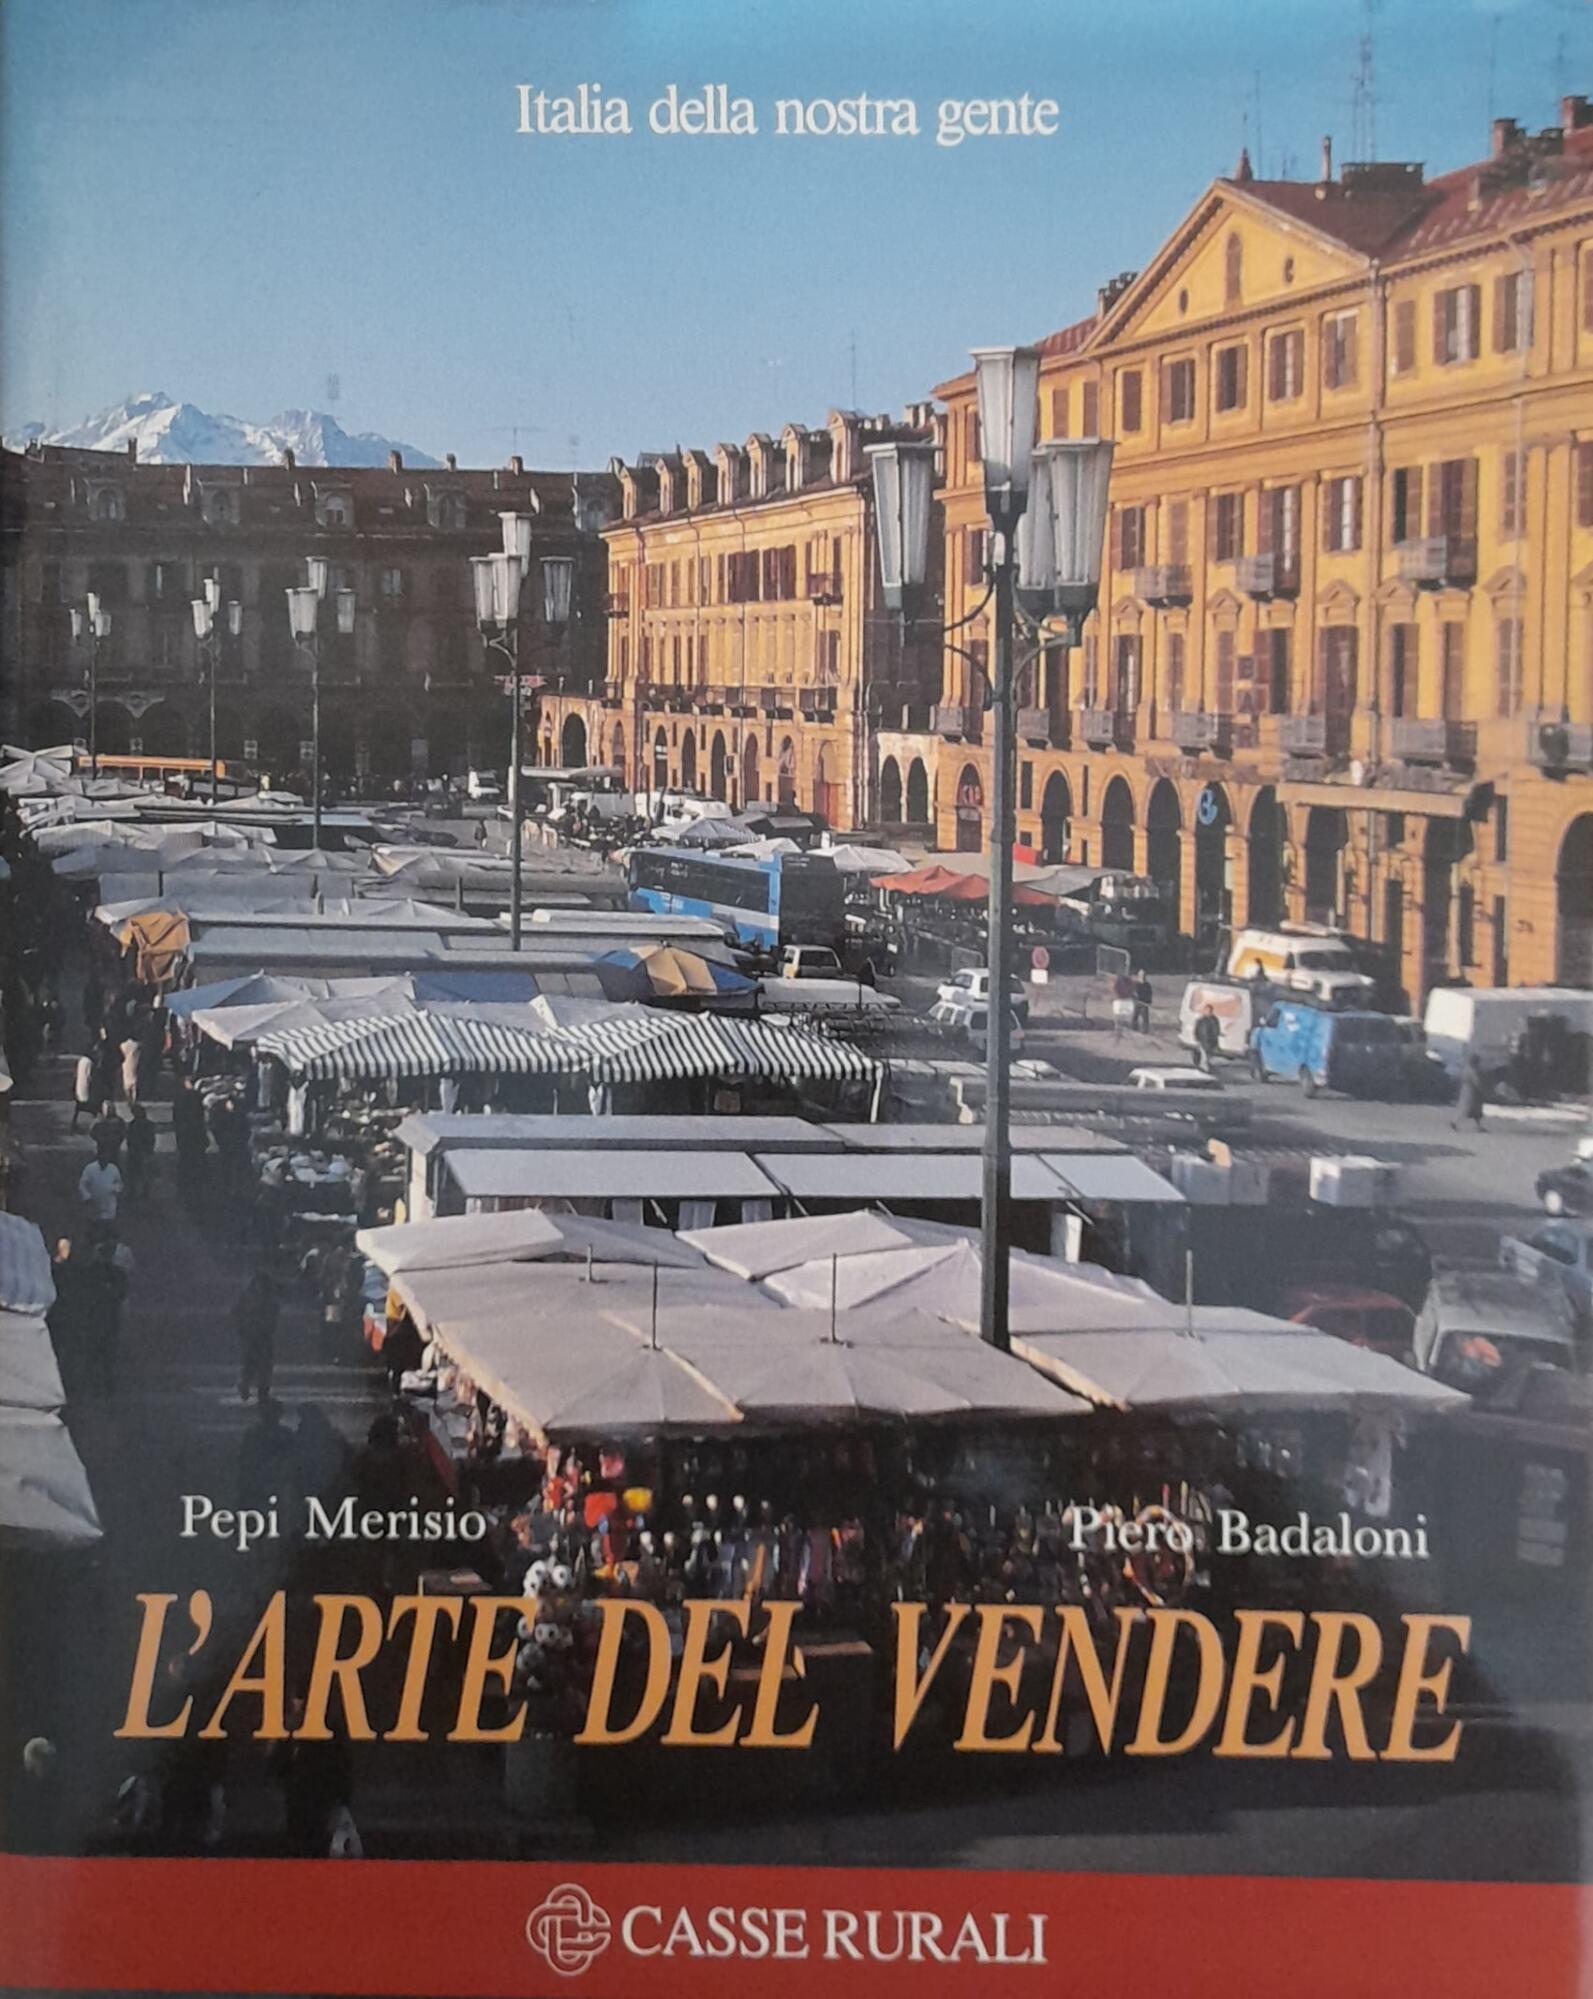 Italia della nostra gente
Pepi Merisio
Piero Badaloni
L'ARTE DEL VENDERE
CASSE RURALI